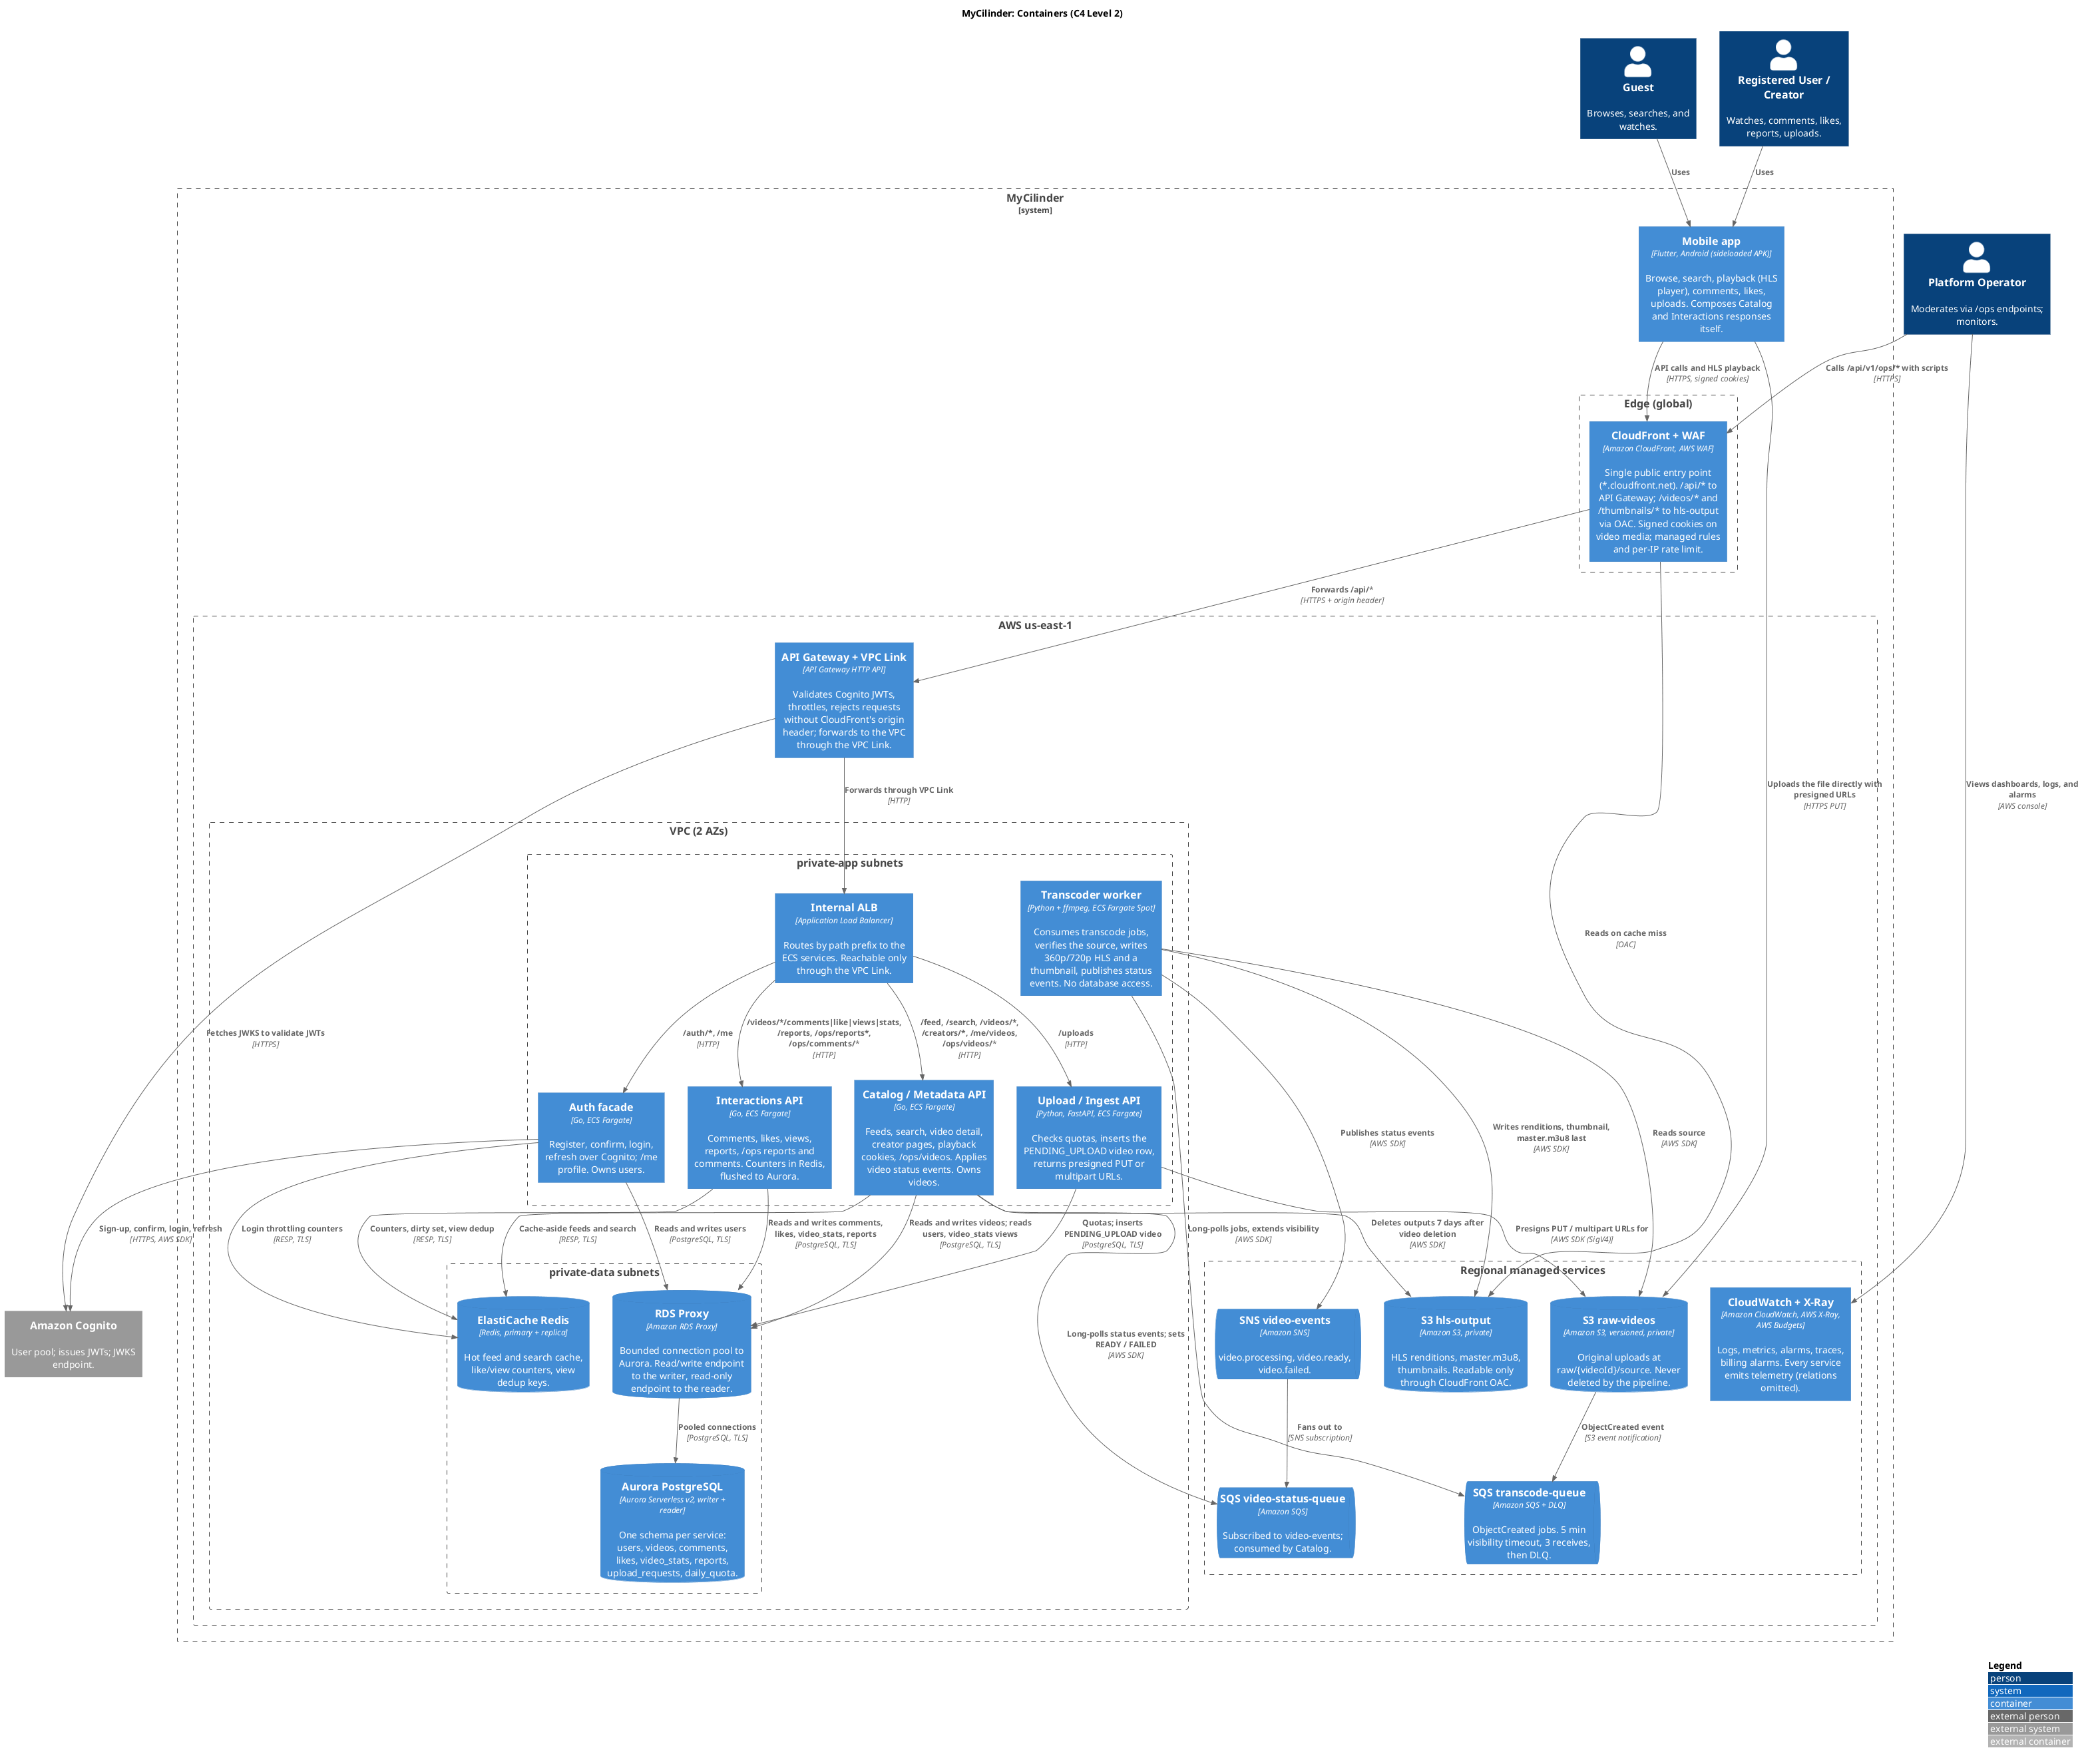 MyCilinder: Containers (C4 Level 2)
Guest
Browses, searches, and
watches.
Registered User /
Creator
Watches, comments, likes,
reports, uploads.
Uses
Uses
MyCilinder
[system]
Mobile app
[Flutter, Android (sideloaded APK)]
Browse, search, playback (HLS
player), comments, likes,
uploads. Composes Catalog
and Interactions responses
itself.
Platform Operator
Moderates via /ops endpoints;
monitors.
API calls and HLS playback
[HTTPS, signed cookies]
Calls /api/v1/ops/* with scripts
[HTTPS]
Edge (global)
CloudFront + WAF
[Amazon CloudFront, AWS WAF]
Single public entry point
(*.cloudfront.net). /api/* to
API Gateway; /videos/* and
/thumbnails/* to hls-output
via OAC. Signed cookies on
video media; managed rules
and per-IP rate limit.
Forwards /api/*
[HTTPS + origin header]
AWS us-east-1
API Gateway + VPC Link
[API Gateway HTTP API]
Validates Cognito JWTs,
throttles, rejects requests
without CloudFront's origin
header; forwards to the VPC
through the VPC Link.
Forwards through VPC Link
[HTTP]
Uploads the file directly with
presigned URLs
[HTTPS PUT]
Views dashboards, logs, and
alarms
[AWS console]
VPC (2 AZs)
private-app subnets
Internal ALB
[Application Load Balancer]
Routes by path prefix to the
ECS services. Reachable only
through the VPC Link.
Transcoder worker
[Python + ffmpeg, ECS Fargate Spot]
Consumes transcode jobs,
verifies the source, writes
360p/720p HLS and a
thumbnail, publishes status
events. No database access.
Reads on cache miss
[OAC]
Fetches JWKS to validate JWTs
[HTTPS]
/auth/*, /me
[HTTP]
/videos/*/comments|like|views|stats,
/reports, /ops/reports*,
/ops/comments/*
[HTTP]
/feed, /search, /videos/*,
/creators/*, /me/videos,
/ops/videos/*
[HTTP]
/uploads
[HTTP]
Auth facade
[Go, ECS Fargate]
Register, confirm, login,
refresh over Cognito; /me
profile. Owns users.
Interactions API
[Go, ECS Fargate]
Comments, likes, views,
reports, /ops reports and
comments. Counters in Redis,
flushed to Aurora.
Catalog / Metadata API
[Go, ECS Fargate]
Feeds, search, video detail,
creator pages, playback
cookies, /ops/videos. Applies
video status events. Owns
videos.
Upload / Ingest API
[Python, FastAPI, ECS Fargate]
Checks quotas, inserts the
PENDING_UPLOAD video row,
returns presigned PUT or
multipart URLs.
Publishes status events
[AWS SDK]
Writes renditions, thumbnail,
master.m3u8 last
[AWS SDK]
Reads source
[AWS SDK]
Sign-up, confirm, login, refresh
[HTTPS, AWS SDK]
Login throttling counters
[RESP, TLS]
Counters, dirty set, view dedup
[RESP, TLS]
Cache-aside feeds and search
[RESP, TLS]
Reads and writes users
[PostgreSQL, TLS]
Reads and writes comments,
likes, video_stats, reports
[PostgreSQL, TLS]
Reads and writes videos; reads
users, video_stats views
[PostgreSQL, TLS]
Quotas; inserts
PENDING_UPLOAD video
[PostgreSQL, TLS]
Long-polls jobs, extends visibility
[AWS SDK]
Deletes outputs 7 days after
video deletion
[AWS SDK]
Presigns PUT / multipart URLs for
[AWS SDK (SigV4)]
Amazon Cognito
User pool; issues JWTs; JWKS
endpoint.
private-data subnets
ElastiCache Redis
[Redis, primary + replica]
Hot feed and search cache,
like/view counters, view
dedup keys.
RDS Proxy
[Amazon RDS Proxy]
Bounded connection pool to
Aurora. Read/write endpoint
to the writer, read-only
endpoint to the reader.
Long-polls status events; sets
READY / FAILED
[AWS SDK]
Regional managed services
SNS video-events
[Amazon SNS]
video.processing, video.ready,
video.failed.
S3 hls-output
[Amazon S3, private]
HLS renditions, master.m3u8,
thumbnails. Readable only
through CloudFront OAC.
S3 raw-videos
[Amazon S3, versioned, private]
Original uploads at
raw/{videoId}/source. Never
deleted by the pipeline.
CloudWatch + X-Ray
[Amazon CloudWatch, AWS X-Ray,
AWS Budgets]
Logs, metrics, alarms, traces,
billing alarms. Every service
emits telemetry (relations
omitted).
Pooled connections
[PostgreSQL, TLS]
Fans out to
[SNS subscription]
ObjectCreated event
[S3 event notification]
Aurora PostgreSQL
[Aurora Serverless v2, writer +
reader]
One schema per service:
users, videos, comments,
likes, video_stats, reports,
upload_requests, daily_quota.
SQS video-status-queue
[Amazon SQS]
Subscribed to video-events;
consumed by Catalog.
SQS transcode-queue
[Amazon SQS + DLQ]
ObjectCreated jobs. 5 min
visibility timeout, 3 receives,
then DLQ.
Legend
person
system
container
external person
external system
external container